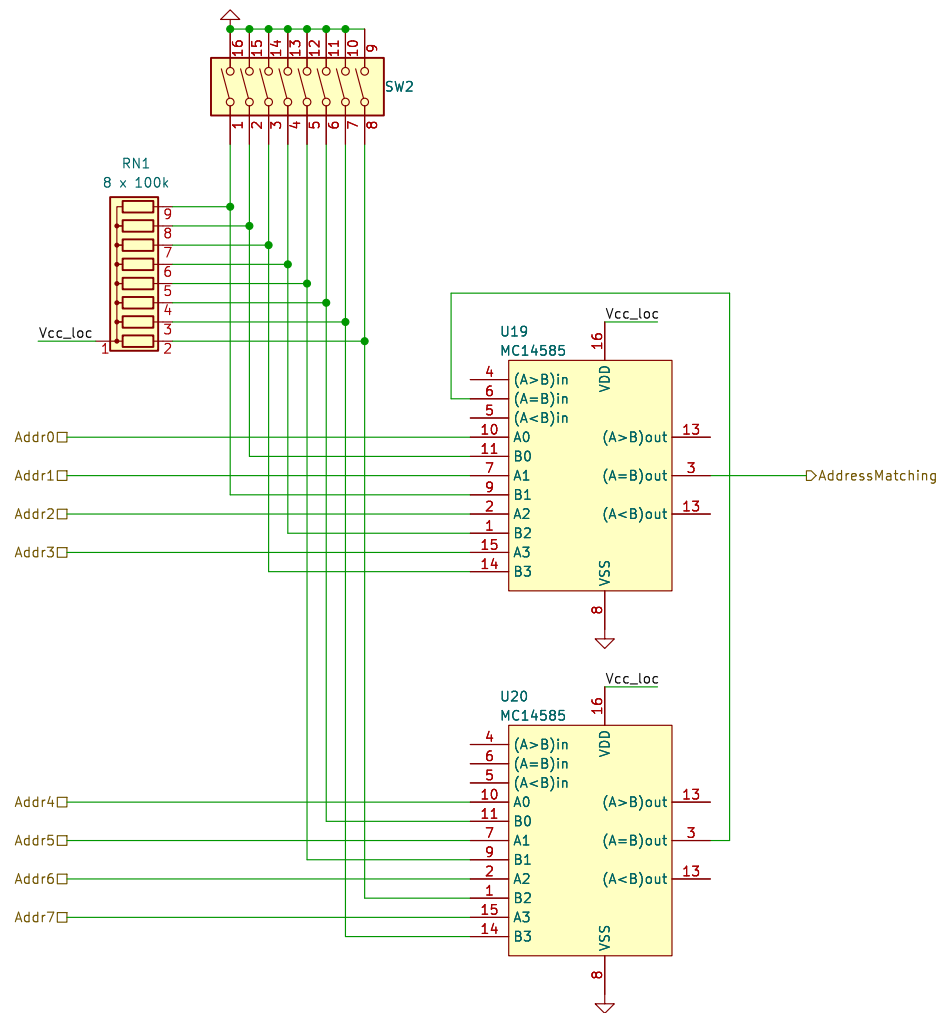 16
15
14
13
12
11
10
9
SW2
1
2
3
4
5
6
7
8
RN1
8 x 100k
9
8
7
6
5
4
3
Vcc_loc
1
2
U19
MC14585
Vcc_loc
16
VDD
4 (A>B)in
6 (A=B)in
5 (A<B)in
Addr0 10 A0 (A>B)out 13
11 B0
Addr1 7 A1 (A=B)out 3 AddressMatching
9 B1
Addr2 2 A2 (A<B)out 13
1 B2
Addr3 15 A3
14 B3
VSS
8
U20
MC14585
Vcc_loc
16
VDD
4 (A>B)in
6 (A=B)in
5 (A<B)in
Addr4 10 A0 (A>B)out 13
11 B0
Addr5 7 A1 (A=B)out 3
9 B1
Addr6 2 A2 (A<B)out 13
1 B2
Addr7 15 A3
14 B3
VSS
8